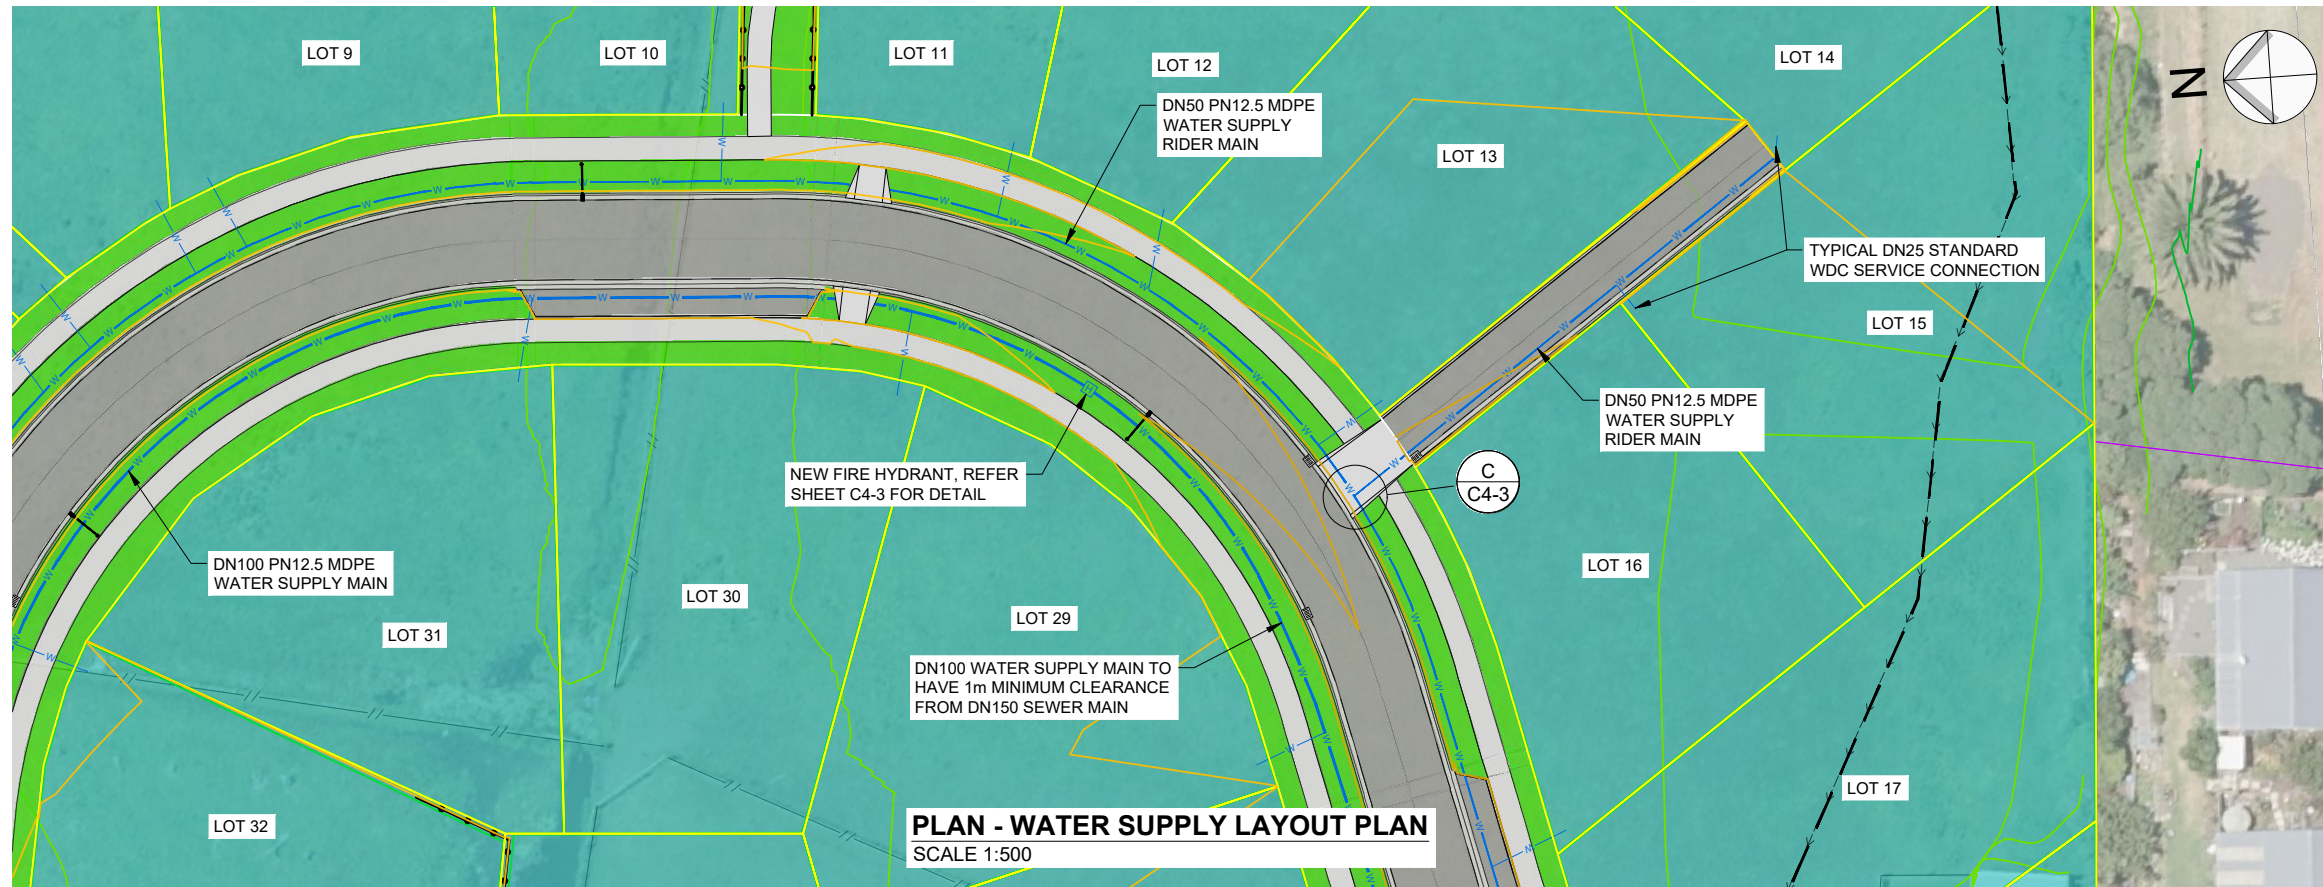 LOT 9
LOT 10
LOT 11
LOT 12
LOT 14
N
DN50 PN12.5 MDPE
WATER SUPPLY
RIDER MAIN
LOT 13
TYPICAL DN25 STANDARD
WDC SERVICE CONNECTION
LOT 15
DN50 PN12.5 MDPE
WATER SUPPLY
RIDER MAIN
NEW FIRE HYDRANT, REFER
SHEET C4-3 FOR DETAIL
C
C4-3
DN100 PN12.5 MDPE
WATER SUPPLY MAIN
LOT 16
LOT 30
LOT 29
LOT 31
DN100 WATER SUPPLY MAIN TO
HAVE 1m MINIMUM CLEARANCE
FROM DN150 SEWER MAIN
LOT 17
LOT 32
PLAN - WATER SUPPLY LAYOUT PLAN
SCALE 1:500